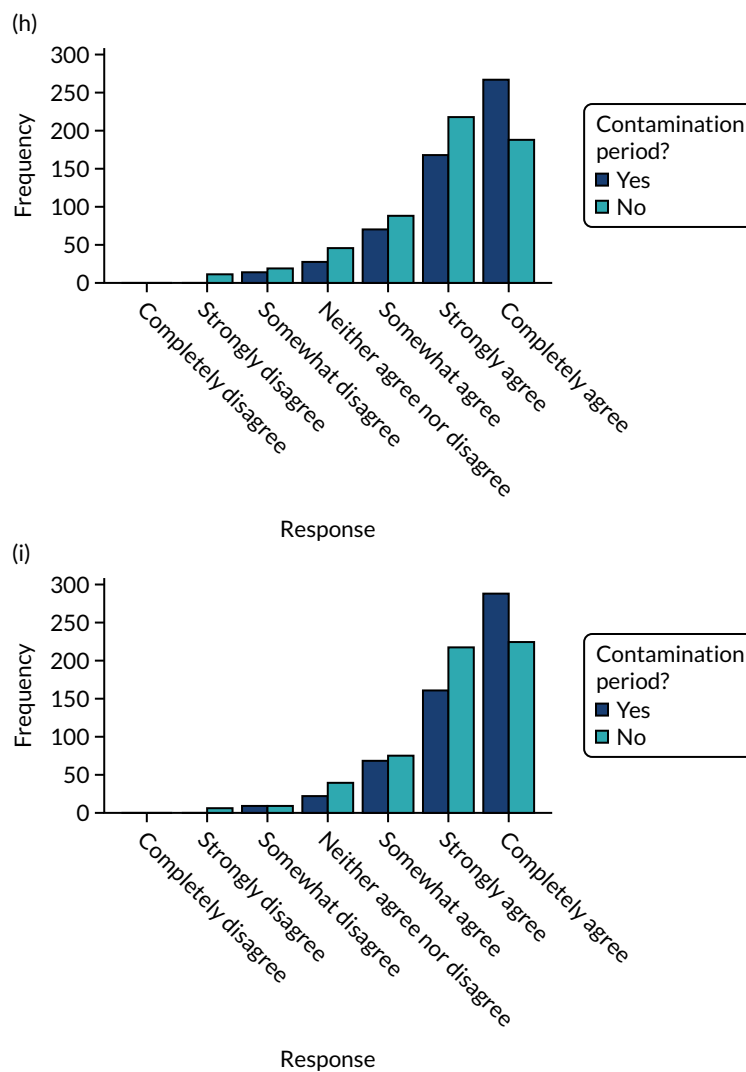 (h)
300
250
200
150
100
50
0
Frequency
Completely disagree
Strongly disagree
Somewhat disagree
Neither agree nor disagree
Somewhat agree
Strongly agree
Completely agree
Response
Contamination
period?
Yes
No
(i)
300
250
200
150
100
50
0
Frequency
Completely disagree
Strongly disagree
Somewhat disagree
Neither agree nor disagree
Somewhat agree
Strongly agree
Completely agree
Response
Contamination
period?
Yes
No